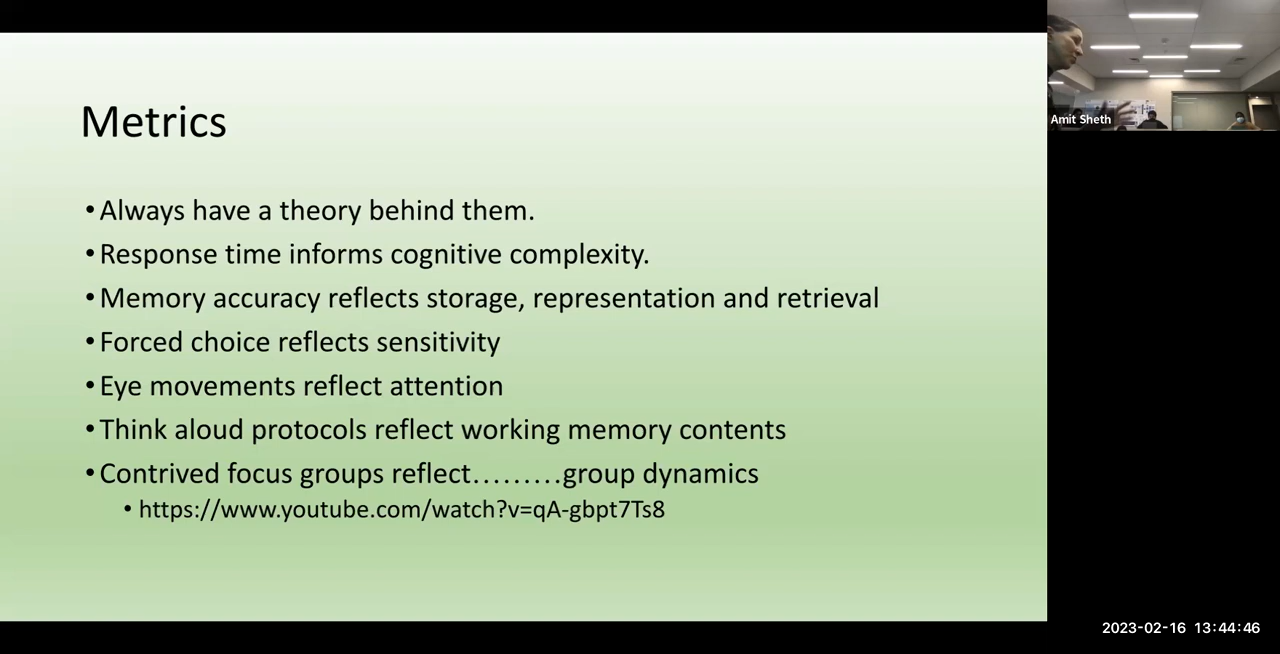 Metrics
• Always have a theory behind them.
• Response time informs cognitive complexity.
• Memory accuracy reflects storage, representation and retrieval
• Forced choice reflects sensitivity
• Eye movements reflect attention
• Think aloud protocols reflect working memory contents
• Contrived focus groups reflect.........group dynamics
• https://www.youtube.com/watch?v=qA-gbpt7Ts8
Amit Sheth
2023-02-16 13:44:46